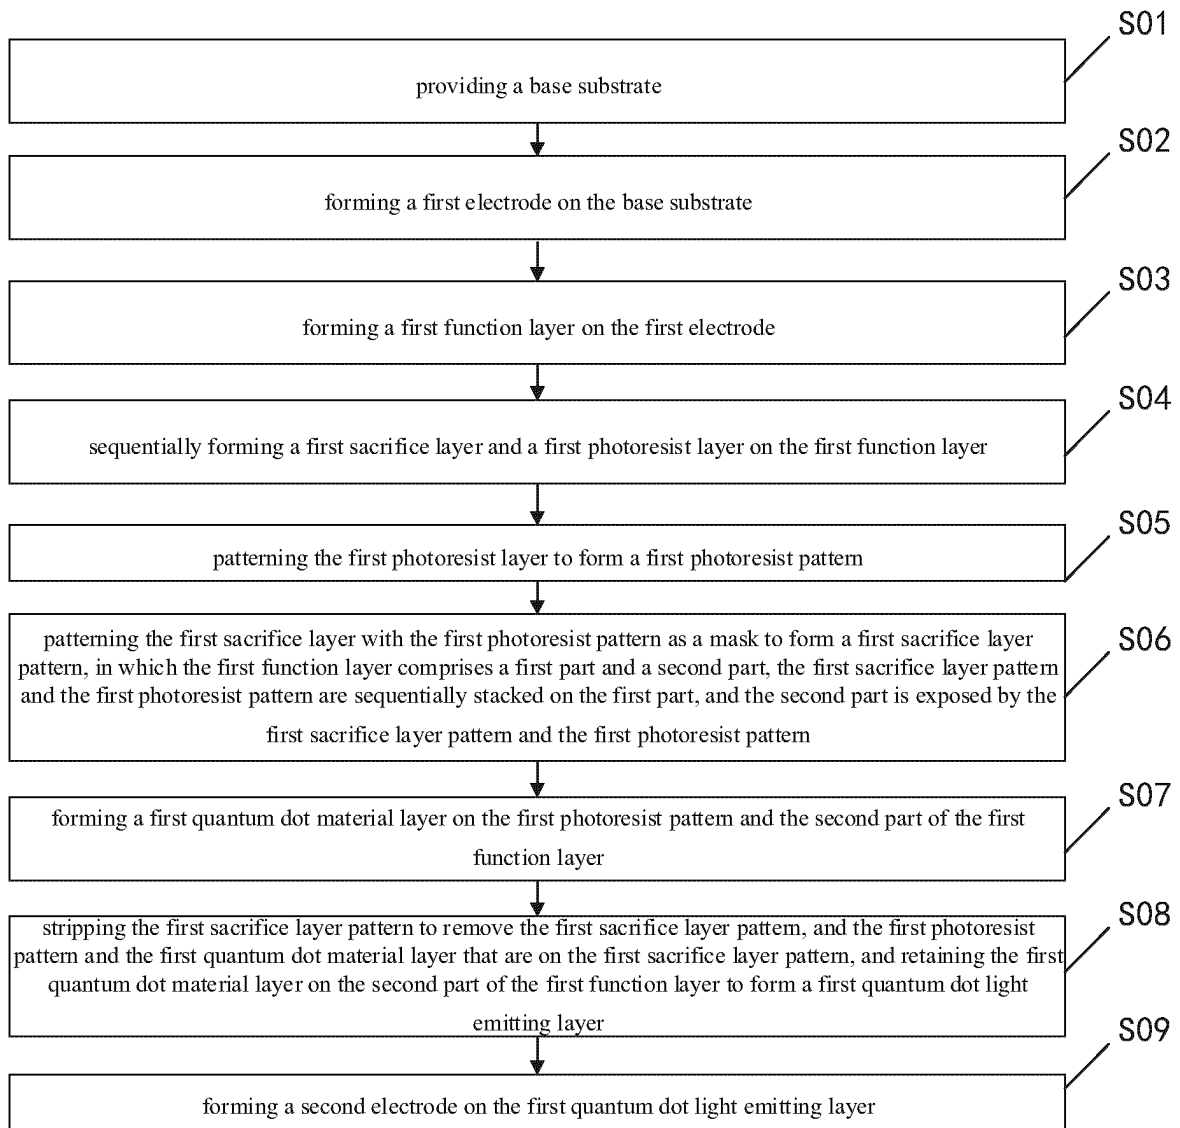 S01
providing a base substrate
S02
forming a first electrode on the base substrate
S03
forming a first function layer on the first electrode
S04
sequentially forming a first sacrifice layer and a first photoresist layer on the first function layer
S05
patterning the first photoresist layer to form a first photoresist pattern
S06
patterning the first sacrifice layer with the first photoresist pattern as a mask to form a first sacrifice layer
pattern, in which the first function layer comprises a first part and a second part, the first sacrifice layer pattern
and the first photoresist pattern are sequentially stacked on the first part, and the second part is exposed by the
first sacrifice layer pattern and the first photoresist pattern
S07
forming a first quantum dot material layer on the first photoresist pattern and the second part of the first
function layer
S08
stripping the first sacrifice layer pattern to remove the first sacrifice layer pattern, and the first photoresist
pattern and the first quantum dot material layer that are on the first sacrifice layer pattern, and retaining the first
quantum dot material layer on the second part of the first function layer to form a first quantum dot light
emitting layer
S09
forming a second electrode on the first quantum dot light emitting layer